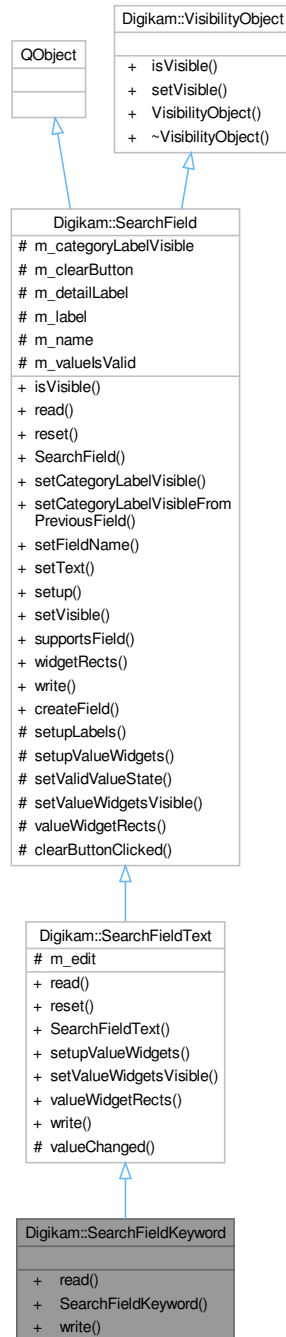 Digikam::VisibilityObject
+ isVisible()
+ setVisible()
+ VisibilityObject()
+ ~VisibilityObject()
QObject
Digikam::SearchField
# m_categoryLabelVisible
# m_clearButton
# m_detailLabel
# m_label
# m_name
# m_valueIsValid
+ isVisible()
+ read()
+ reset()
+ SearchField()
+ setCategoryLabelVisible()
+ setCategoryLabelVisibleFrom
PreviousField()
+ setFieldName()
+ setText()
+ setup()
+ setVisible()
+ supportsField()
+ widgetRects()
+ write()
+ createField()
# setupLabels()
# setupValueWidgets()
# setValidValueState()
# setValueWidgetsVisible()
# valueWidgetRects()
# clearButtonClicked()
Digikam::SearchFieldText
# m_edit
+ read()
+ reset()
+ SearchFieldText()
+ setupValueWidgets()
+ setValueWidgetsVisible()
+ valueWidgetRects()
+ write()
# valueChanged()
Digikam::SearchFieldKeyword
+ read()
+ SearchFieldKeyword()
+ write()